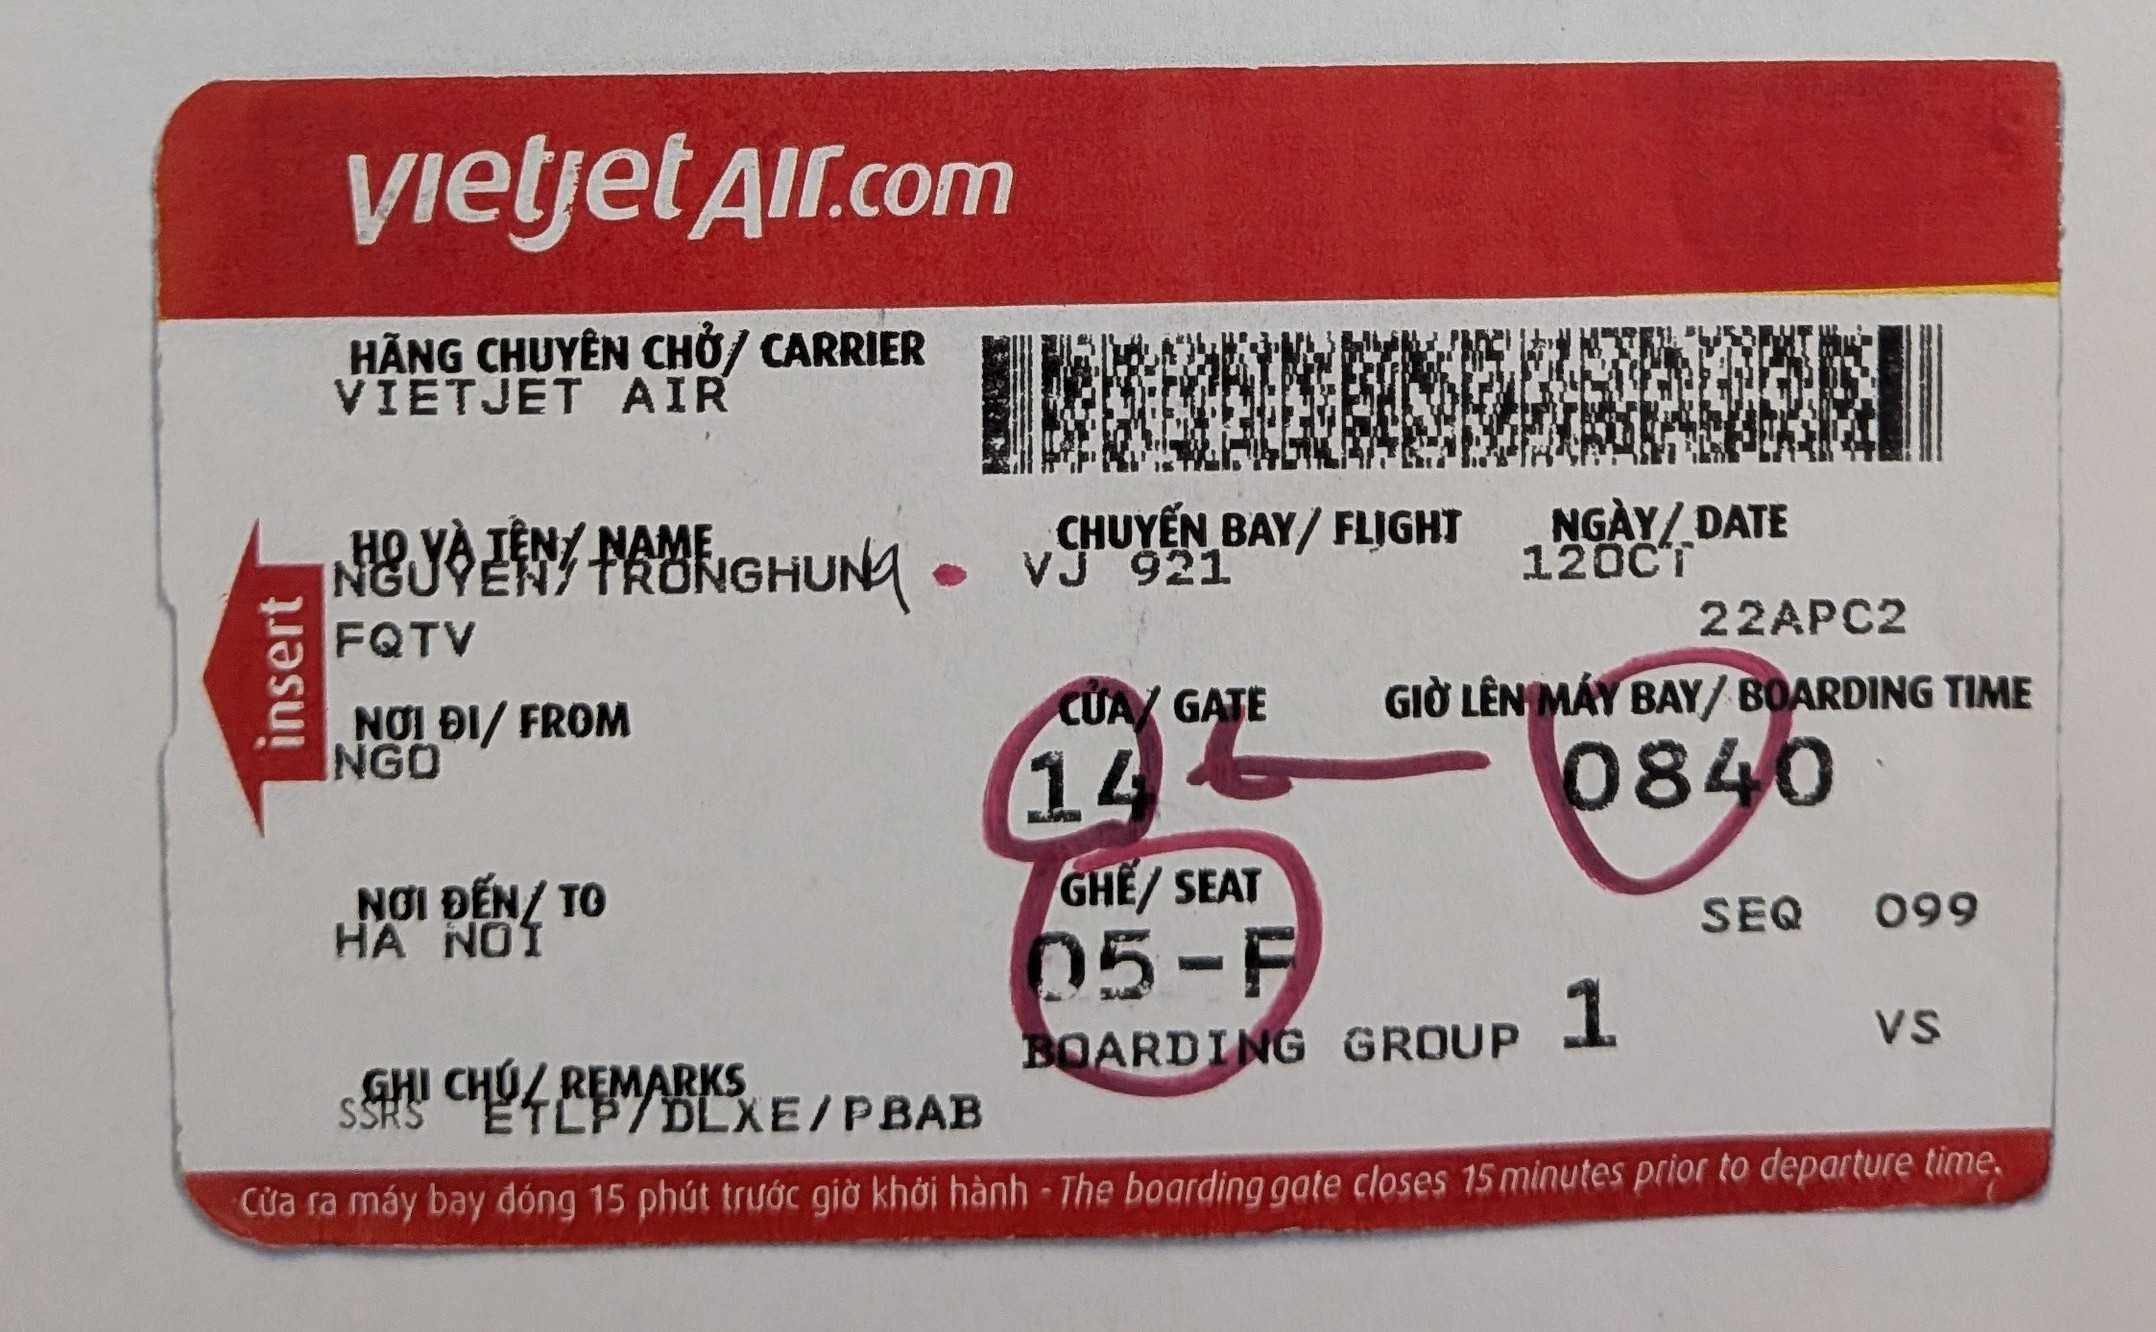 vietjetAir.com
HÃNG CHUYÊN CHỞ/ CARRIER
VIETJET AIR
HỌ VÀ TÊN/ NAME
NGUYEN/TRONGHUNg
CHUYẾN BAY/ FLIGHT
VJ 921
NGÀY/ DATE
12OCT
22APC2
FQTV
insert
NƠI ĐI/ FROM
NGO
CỬA/ GATE
14
GIỜ LÊN MÁY BAY/ BOARDING TIME
0840
NƠI ĐẾN/ TO
HA NOI
GHẾ/ SEAT
05-F
SEQ 099
BOARDING GROUP 1
VS
GHI CHÚ/ REMARKS
SSRS ETLP/DLXE/PBAB
Cửa ra máy bay đóng 15 phút trước giờ khởi hành - The boarding gate closes 15 minutes prior to departure time.